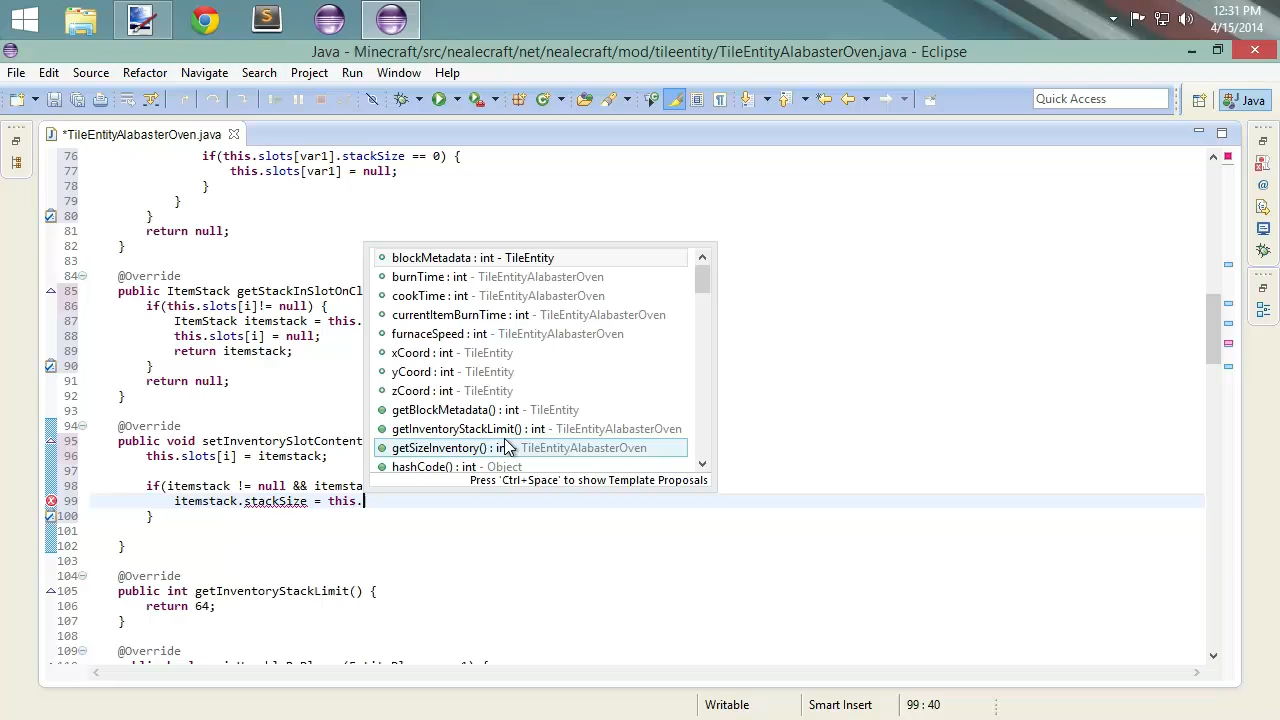 12:31 PM
4/15/2014
Java - Minecraft/src/nealecraft/net/nealecraft/mod/tileentity/TileEntityAlabasterOven.java - Eclipse
File Edit Source Refactor Navigate Search Project Run Window Help
Quick Access
Java
*TileEntityAlabasterOven.java
76 if(this.slots[var1].stackSize == 0) {
77 this.slots[var1] = null;
78 }
79 }
80 }
81 return null;
82 }
83
84 @Override
85 public ItemStack getStackInSlotOnCl
86 if(this.slots[i]!= null) {
87 ItemStack itemstack = this.
88 this.slots[i] = null;
89 return itemstack;
90 }
91 return null;
92 }
93
94 @Override
95 public void setInventorySlotContent
96 this.slots[i] = itemstack;
97
98 if(itemstack != null && itemsta
99 itemstack.stackSize = this.
100 }
101
102 }
103
104 @Override
105 public int getInventoryStackLimit() {
106 return 64;
107 }
108
109 @Override
blockMetadata : int - TileEntity
burnTime : int - TileEntityAlabasterOven
cookTime : int - TileEntityAlabasterOven
currentItemBurnTime : int - TileEntityAlabasterOven
furnaceSpeed : int - TileEntityAlabasterOven
xCoord : int - TileEntity
yCoord : int - TileEntity
zCoord : int - TileEntity
getBlockMetadata() : int - TileEntity
getInventoryStackLimit() : int - TileEntityAlabasterOven
getSizeInventory() : int - TileEntityAlabasterOven
hashCode() : int - Object
Press 'Ctrl+Space' to show Template Proposals
Writable Smart Insert 99 : 40